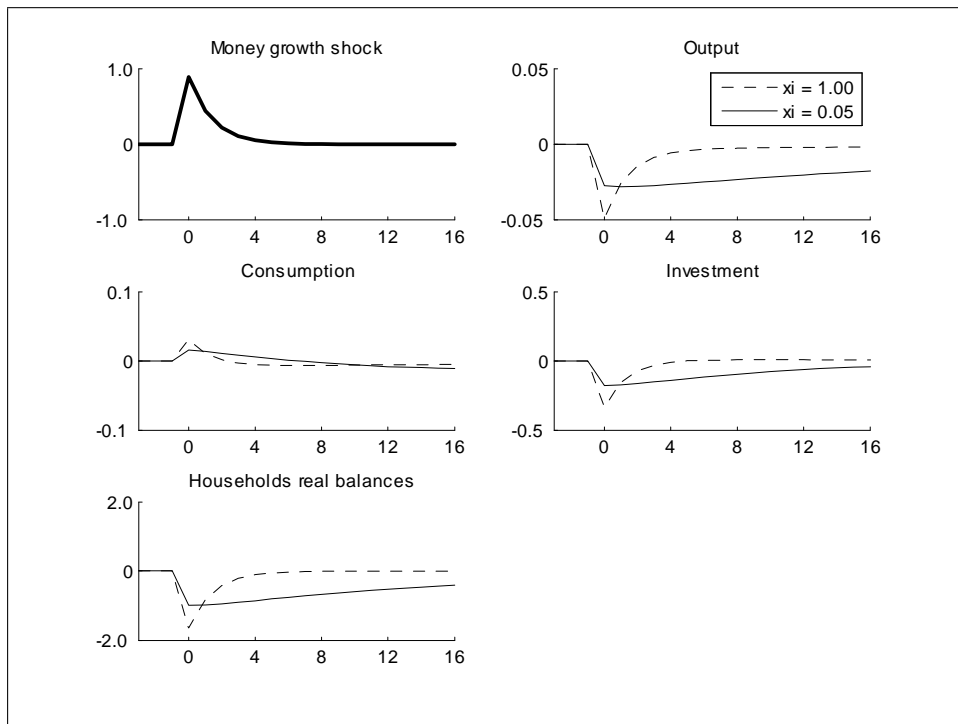 Money growth shock
1.0
0
-1.0
0 4 8 12 16
Output
0.05
0
-0.05
0 4 8 12 16
xi = 1.00
xi = 0.05
Consumption
0.1
0
-0.1
0 4 8 12 16
Investment
0.5
0
-0.5
0 4 8 12 16
Households real balances
2.0
0
-2.0
0 4 8 12 16